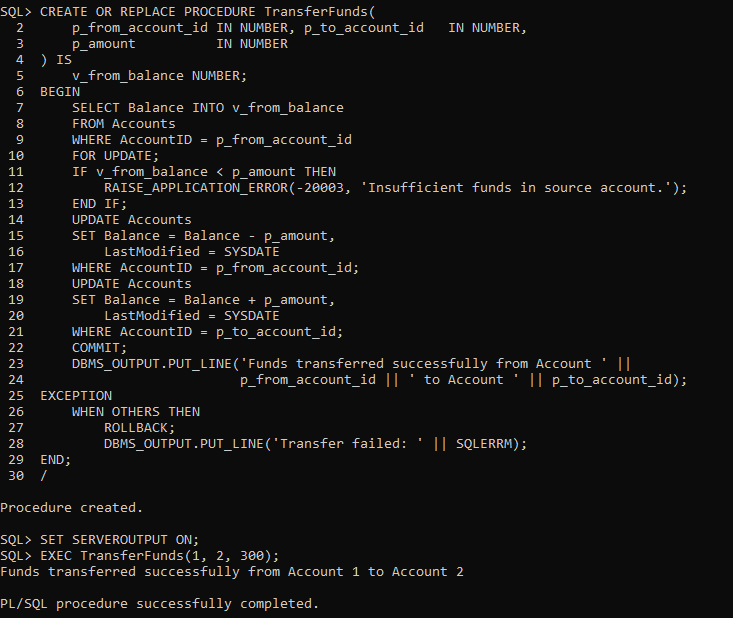 SQL> CREATE OR REPLACE PROCEDURE TransferFunds(
  2      p_from_account_id IN NUMBER, p_to_account_id   IN NUMBER,
  3      p_amount          IN NUMBER
  4  ) IS
  5      v_from_balance NUMBER;
  6  BEGIN
  7      SELECT Balance INTO v_from_balance
  8      FROM Accounts
  9      WHERE AccountID = p_from_account_id
 10      FOR UPDATE;
 11      IF v_from_balance < p_amount THEN
 12          RAISE_APPLICATION_ERROR(-20003, 'Insufficient funds in source account.');
 13      END IF;
 14      UPDATE Accounts
 15      SET Balance = Balance - p_amount,
 16          LastModified = SYSDATE
 17      WHERE AccountID = p_from_account_id;
 18      UPDATE Accounts
 19      SET Balance = Balance + p_amount,
 20          LastModified = SYSDATE
 21      WHERE AccountID = p_to_account_id;
 22      COMMIT;
 23      DBMS_OUTPUT.PUT_LINE('Funds transferred successfully from Account ' ||
 24                           p_from_account_id || ' to Account ' || p_to_account_id);
 25  EXCEPTION
 26      WHEN OTHERS THEN
 27          ROLLBACK;
 28          DBMS_OUTPUT.PUT_LINE('Transfer failed: ' || SQLERRM);
 29  END;
 30  /
Procedure created.
SQL> SET SERVEROUTPUT ON;
SQL> EXEC TransferFunds(1, 2, 300);
Funds transferred successfully from Account 1 to Account 2
PL/SQL procedure successfully completed.